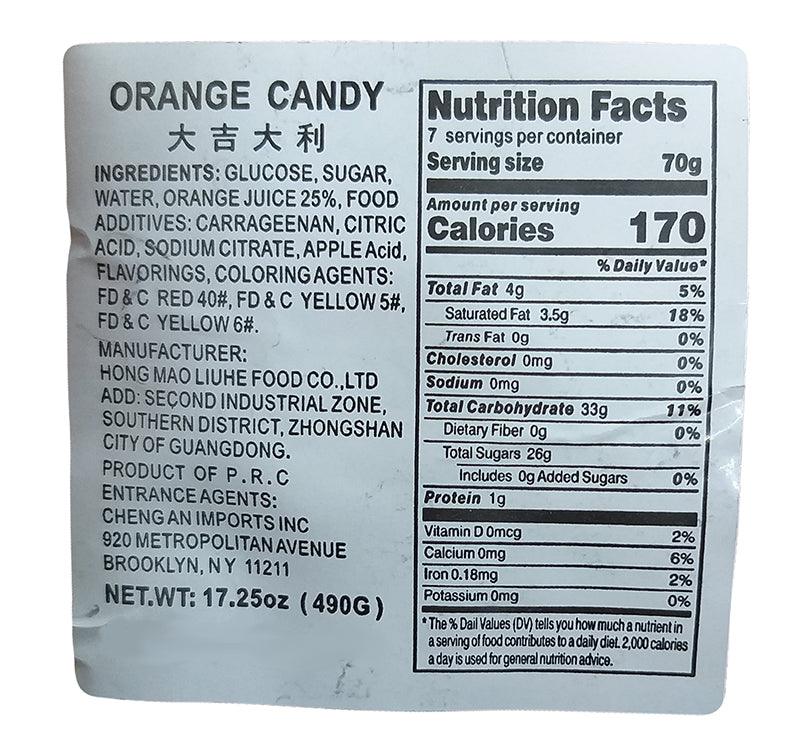 ORANGE CANDY
大吉大利
INGREDIENTS: GLUCOSE, SUGAR,
WATER, ORANGE JUICE 25%, FOOD
ADDITIVES: CARRAGEENAN, CITRIC
ACID, SODIUM CITRATE, APPLE Acid,
FLAVORINGS, COLORING AGENTS:
FD & C RED 40#, FD & C YELLOW 5#,
FD & C YELLOW 6#.
MANUFACTURER:
HONG MAO LIUHE FOOD CO.,LTD
ADD: SECOND INDUSTRIAL ZONE,
SOUTHERN DISTRICT, ZHONGSHAN
CITY OF GUANGDONG.
PRODUCT OF P.R.C
ENTRANCE AGENTS:
CHENG AN IMPORTS INC
920 METROPOLITAN AVENUE
BROOKLYN, N Y 11211
NET.WT: 17.25oz (490G)
Nutrition Facts
7 servings per container
Serving size 70g
Amount per serving
Calories 170
% Daily Value*
Total Fat 4g 5%
Saturated Fat 3.5g 18%
Trans Fat 0g 0%
Cholesterol 0mg 0%
Sodium 0mg 0%
Total Carbohydrate 33g 11%
Dietary Fiber 0g 0%
Total Sugars 26g
Includes 0g Added Sugars 0%
Protein 1g
Vitamin D 0mcg 2%
Calcium 0mg 6%
Iron 0.18mg 2%
Potassium 0mg 0%
* The % Dail Values (DV) tells you how much a nutrient in
a serving of food contributes to a daily diet. 2,000 calories
a day is used for general nutrition advice.